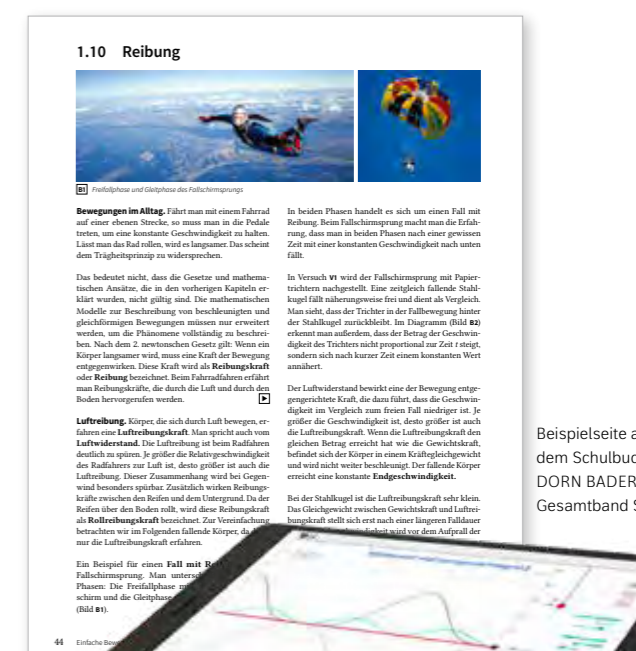 1.10 Reibung
B1 Freifallphase und Gleitphase des Fallschirmsprungs
Bewegungen im Alltag. Fährt man mit einem Fahrrad
auf einer ebenen Strecke, so muss man in die Pedale
treten, um eine konstante Geschwindigkeit zu halten.
Lässt man das Rad rollen, wird es langsamer. Das scheint
dem Trägheitsprinzip zu widersprechen.
Das bedeutet nicht, dass die Gesetze und mathema-
tischen Ansätze, die in den vorherigen Kapiteln er-
klärt wurden, nicht gültig sind. Die mathematischen
Modelle zur Beschreibung von beschleunigten und
gleichförmigen Bewegungen müssen nur erweitert
werden, um die Phänomene vollständig zu beschrei-
ben. Nach dem 2. newtonschen Gesetz gilt: Wenn ein
Körper langsamer wird, muss eine Kraft der Bewegung
entgegenwirken. Diese Kraft wird als Reibungskraft
oder Reibung bezeichnet. Beim Fahrradfahren erfährt
man Reibungskräfte, die durch die Luft und durch den
Boden hervorgerufen werden.
Luftreibung. Körper, die sich durch Luft bewegen, er-
fahren eine Luftreibungskraft. Man spricht auch vom
Luftwiderstand. Die Luftreibung ist beim Radfahren
deutlich zu spüren. Je größer die Relativgeschwindigkeit
des Radfahrers zur Luft ist, desto größer ist auch die
Luftreibung. Dieser Zusammenhang wird bei Gegen-
wind besonders spürbar. Zusätzlich wirken Reibungs-
kräfte zwischen den Reifen und dem Untergrund. Da der
Reifen über den Boden rollt, wird diese Reibungskraft
als Rollreibungskraft bezeichnet. Zur Vereinfachung
betrachten wir im Folgenden fallende Körper, da
nur die Luftreibungskraft erfahren.
Ein Beispiel für einen Fall mit
Fallschirmsprung. Man
Phasen: Die Freifallphase
schirm und die Gleitphase
(Bild B1).
44 Einfache
In beiden Phasen handelt es sich um einen Fall mit
Reibung. Beim Fallschirmsprung macht man die Erfah-
rung, dass man in beiden Phasen nach einer gewissen
Zeit mit einer konstanten Geschwindigkeit nach unten
fällt.
In Versuch V1 wird der Fallschirmsprung mit Papier-
trichtern nachgestellt. Eine zeitgleich fallende Stahl-
kugel fällt näherungsweise frei und dient als Vergleich.
Man sieht, dass der Trichter in der Fallbewegung hinter
der Stahlkugel zurückbleibt. Im Diagramm (Bild B2)
erkennt man außerdem, dass der Betrag der Geschwin-
digkeit des Trichters nicht proportional zur Zeit t steigt,
sondern sich nach kurzer Zeit einem konstanten Wert
annähert.
Der Luftwiderstand bewirkt eine der Bewegung entge-
gengerichtete Kraft, die dazu führt, dass die Geschwin-
digkeit im Vergleich zum freien Fall niedriger ist. Je
größer die Geschwindigkeit ist, desto größer ist auch
die Luftreibungskraft. Wenn die Luftreibungskraft den
gleichen Betrag erreicht hat wie die Gewichtskraft,
befindet sich der Körper in einem Kräftegleichgewicht
und wird nicht weiter beschleunigt. Der fallende Körper
erreicht eine konstante Endgeschwindigkeit.
Bei der Stahlkugel ist die Luftreibungskraft sehr klein.
Das Gleichgewicht zwischen Gewichtskraft und Luftrei-
bungskraft stellt sich erst nach einer längeren Falldauer
wird vor dem Aufprall der
Beispielseite
dem
DORN BADER
Gesamtband